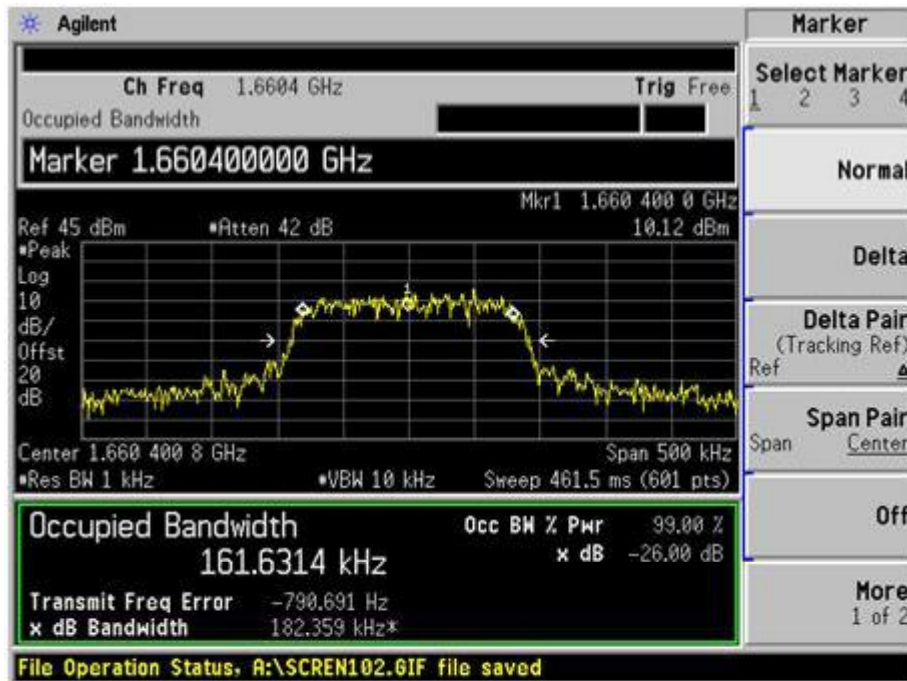 Agilent
Marker
Ch Freq 1.6604 GHz Trig Free
Occupied Bandwidth
Marker 1.660400000 GHz
Mkr1 1.660 400 0 GHz
Ref 45 dBm *Atten 42 dB 10.12 dBm
*Peak
Log
10
dB/
Offst
20
dB
1
Center 1.660 400 8 GHz Span 500 kHz
*Res BW 1 kHz *VBW 10 kHz Sweep 461.5 ms (601 pts)
Occupied Bandwidth Occ BW % Pwr 99.00 %
161.6314 kHz x dB -26.00 dB
Transmit Freq Error -790.691 Hz
x dB Bandwidth 182.359 kHz*
File Operation Status, A:\SCREN102.GIF file saved
Select Marker
1 2 3 4
Normal
Delta
Delta Pair
(Tracking Ref)
Ref Δ
Span Pair
Span Center
Off
More
1 of 2